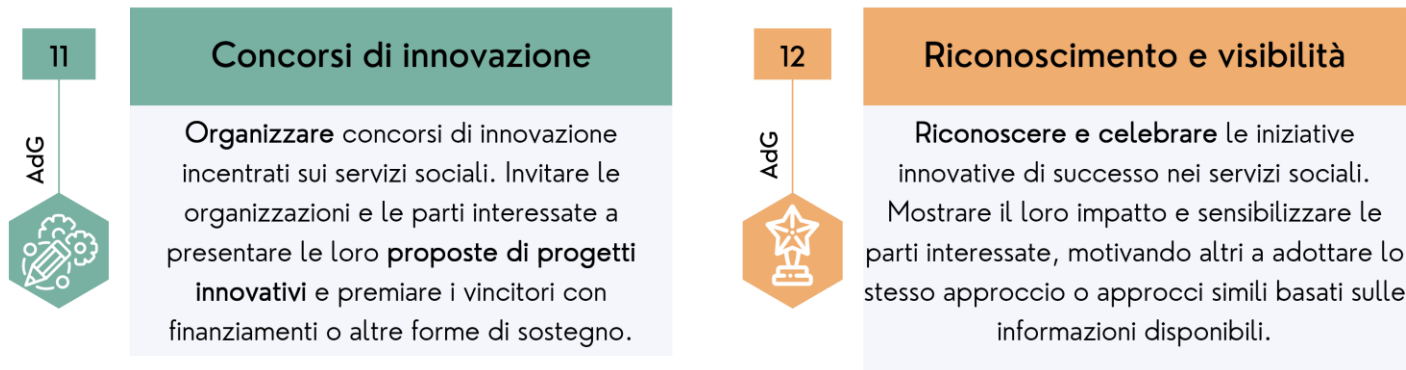 11
Concorsi di innovazione
AdG
Organizzare concorsi di innovazione
incentrati sui servizi sociali. Invitare le
organizzazioni e le parti interessate a
presentare le loro proposte di progetti
innovativi e premiare i vincitori con
finanziamenti o altre forme di sostegno.
12
Riconoscimento e visibilità
AdG
Riconoscere e celebrare le iniziative
innovative di successo nei servizi sociali.
Mostrare il loro impatto e sensibilizzare le
parti interessate, motivando altri a adottare lo
stesso approccio o approcci simili basati sulle
informazioni disponibili.